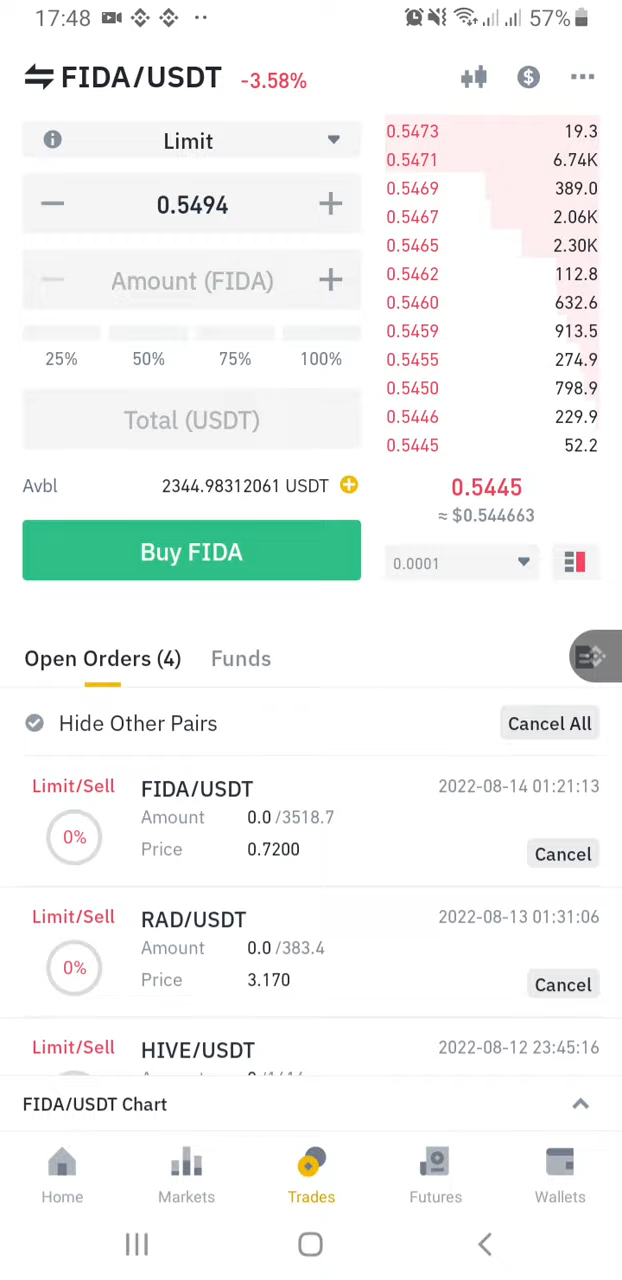 17:48 57%
FIDA/USDT -3.58%
Limit
0.5494
Amount (FIDA)
25% 50% 75% 100%
Total (USDT)
Avbl 2344.98312061 USDT
Buy FIDA
0.5473 19.3
0.5471 6.74K
0.5469 389.0
0.5467 2.06K
0.5465 2.30K
0.5462 112.8
0.5460 632.6
0.5459 913.5
0.5455 274.9
0.5450 798.9
0.5446 229.9
0.5445 52.2
0.5445
≈ $0.544663
0.0001
Open Orders (4) Funds
Hide Other Pairs Cancel All
Limit/Sell FIDA/USDT 2022-08-14 01:21:13
Amount 0.0 /3518.7
0%
Price 0.7200
Cancel
Limit/Sell RAD/USDT 2022-08-13 01:31:06
Amount 0.0 /383.4
0%
Price 3.170
Cancel
Limit/Sell HIVE/USDT 2022-08-12 23:45:16
FIDA/USDT Chart
Home Markets Trades Futures Wallets